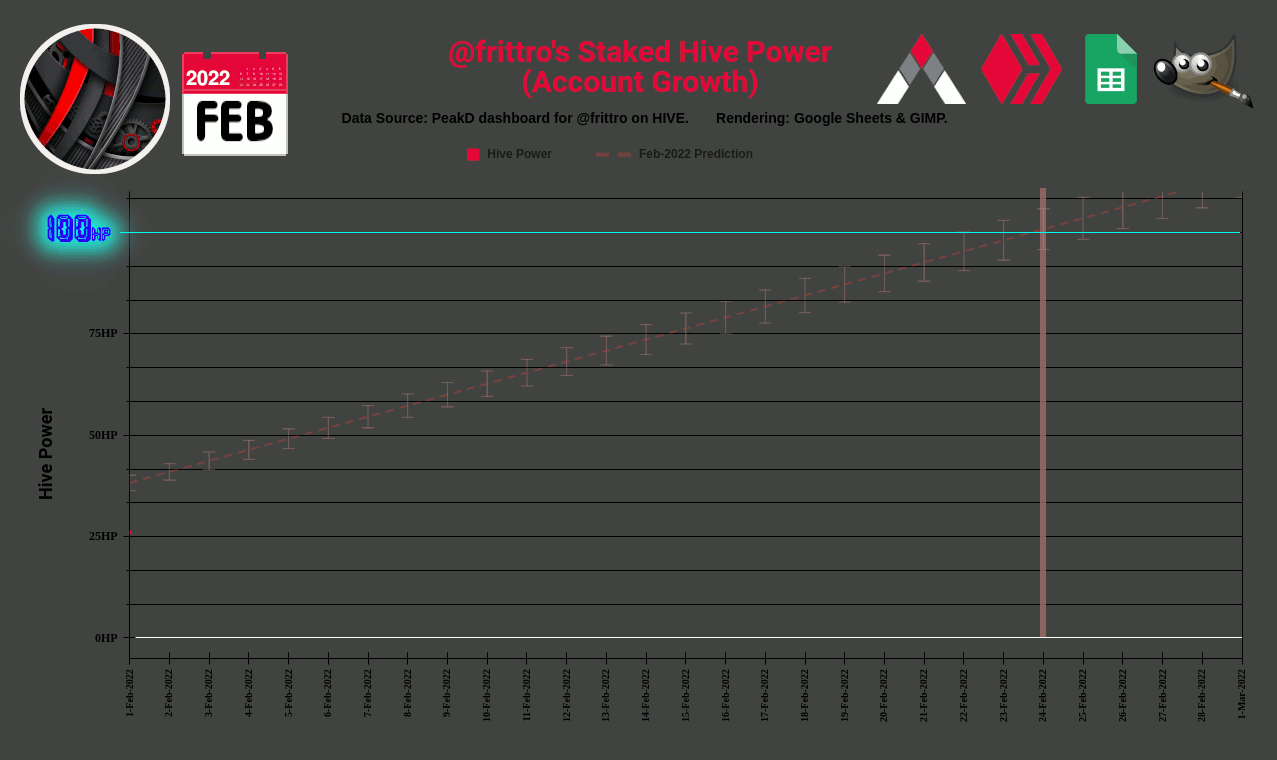 @frittro's Staked Hive Power
(Account Growth)
2022
FEB
Data Source: PeakD dashboard for @frittro on HIVE. Rendering: Google Sheets & GIMP.
Hive Power
Feb-2022 Prediction
100HP
75HP
50HP
25HP
0HP
Hive Power
1-Feb-2022
2-Feb-2022
3-Feb-2022
4-Feb-2022
5-Feb-2022
6-Feb-2022
7-Feb-2022
8-Feb-2022
9-Feb-2022
10-Feb-2022
11-Feb-2022
12-Feb-2022
13-Feb-2022
14-Feb-2022
15-Feb-2022
16-Feb-2022
17-Feb-2022
18-Feb-2022
19-Feb-2022
20-Feb-2022
21-Feb-2022
22-Feb-2022
23-Feb-2022
24-Feb-2022
25-Feb-2022
26-Feb-2022
27-Feb-2022
28-Feb-2022
1-Mar-2022